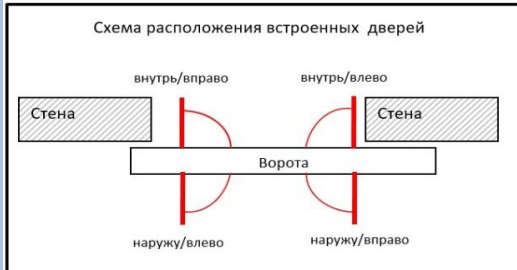 Схема расположения встроенных дверей
внутрь/вправо
внутрь/влево
Стена
Стена
Ворота
наружу/влево
наружу/вправо